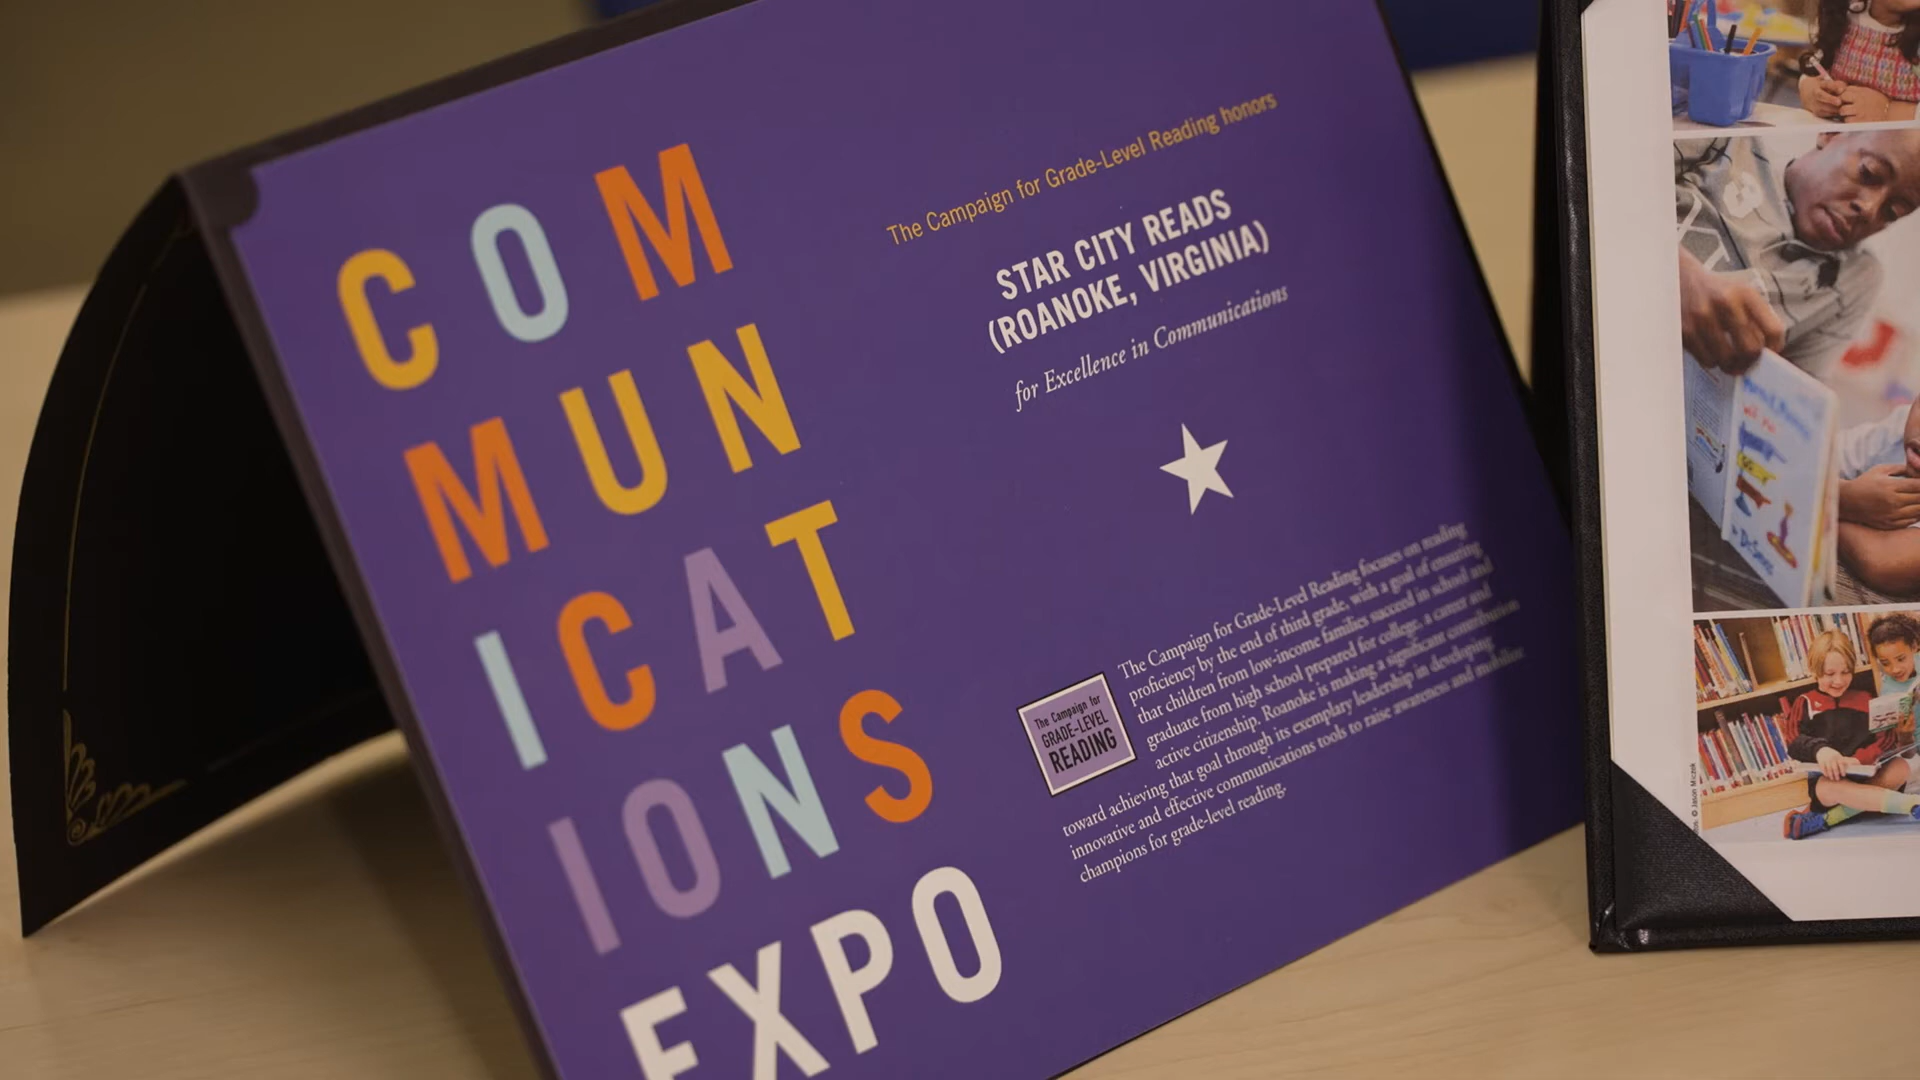 COM
MUN
ICAT
IONS
EXPO
The Campaign for Grade-Level Reading honors
STAR CITY READS
(ROANOKE, VIRGINIA)
for Excellence in Communications
The Campaign for
GRADE-LEVEL
READING
The Campaign for Grade-Level Reading focuses on reading
proficiency by the end of third grade, with a goal of ensuring
that children from low-income families succeed in school and
graduate from high school prepared for college, a career and
active citizenship. Roanoke is making a significant contribution
toward achieving that goal through its exemplary leadership in developing
innovative and effective communications tools to raise awareness and mobilize
champions for grade-level reading.
© Jason Miczek
Dr. Seuss